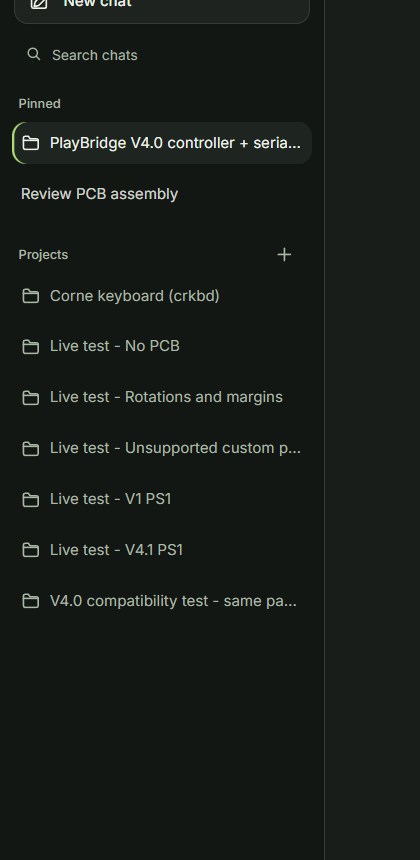 New chat
Search chats
Pinned
PlayBridge V4.0 controller + seria...
Review PCB assembly
Projects
Corne keyboard (crkbd)
Live test - No PCB
Live test - Rotations and margins
Live test - Unsupported custom p...
Live test - V1 PS1
Live test - V4.1 PS1
V4.0 compatibility test - same pa...